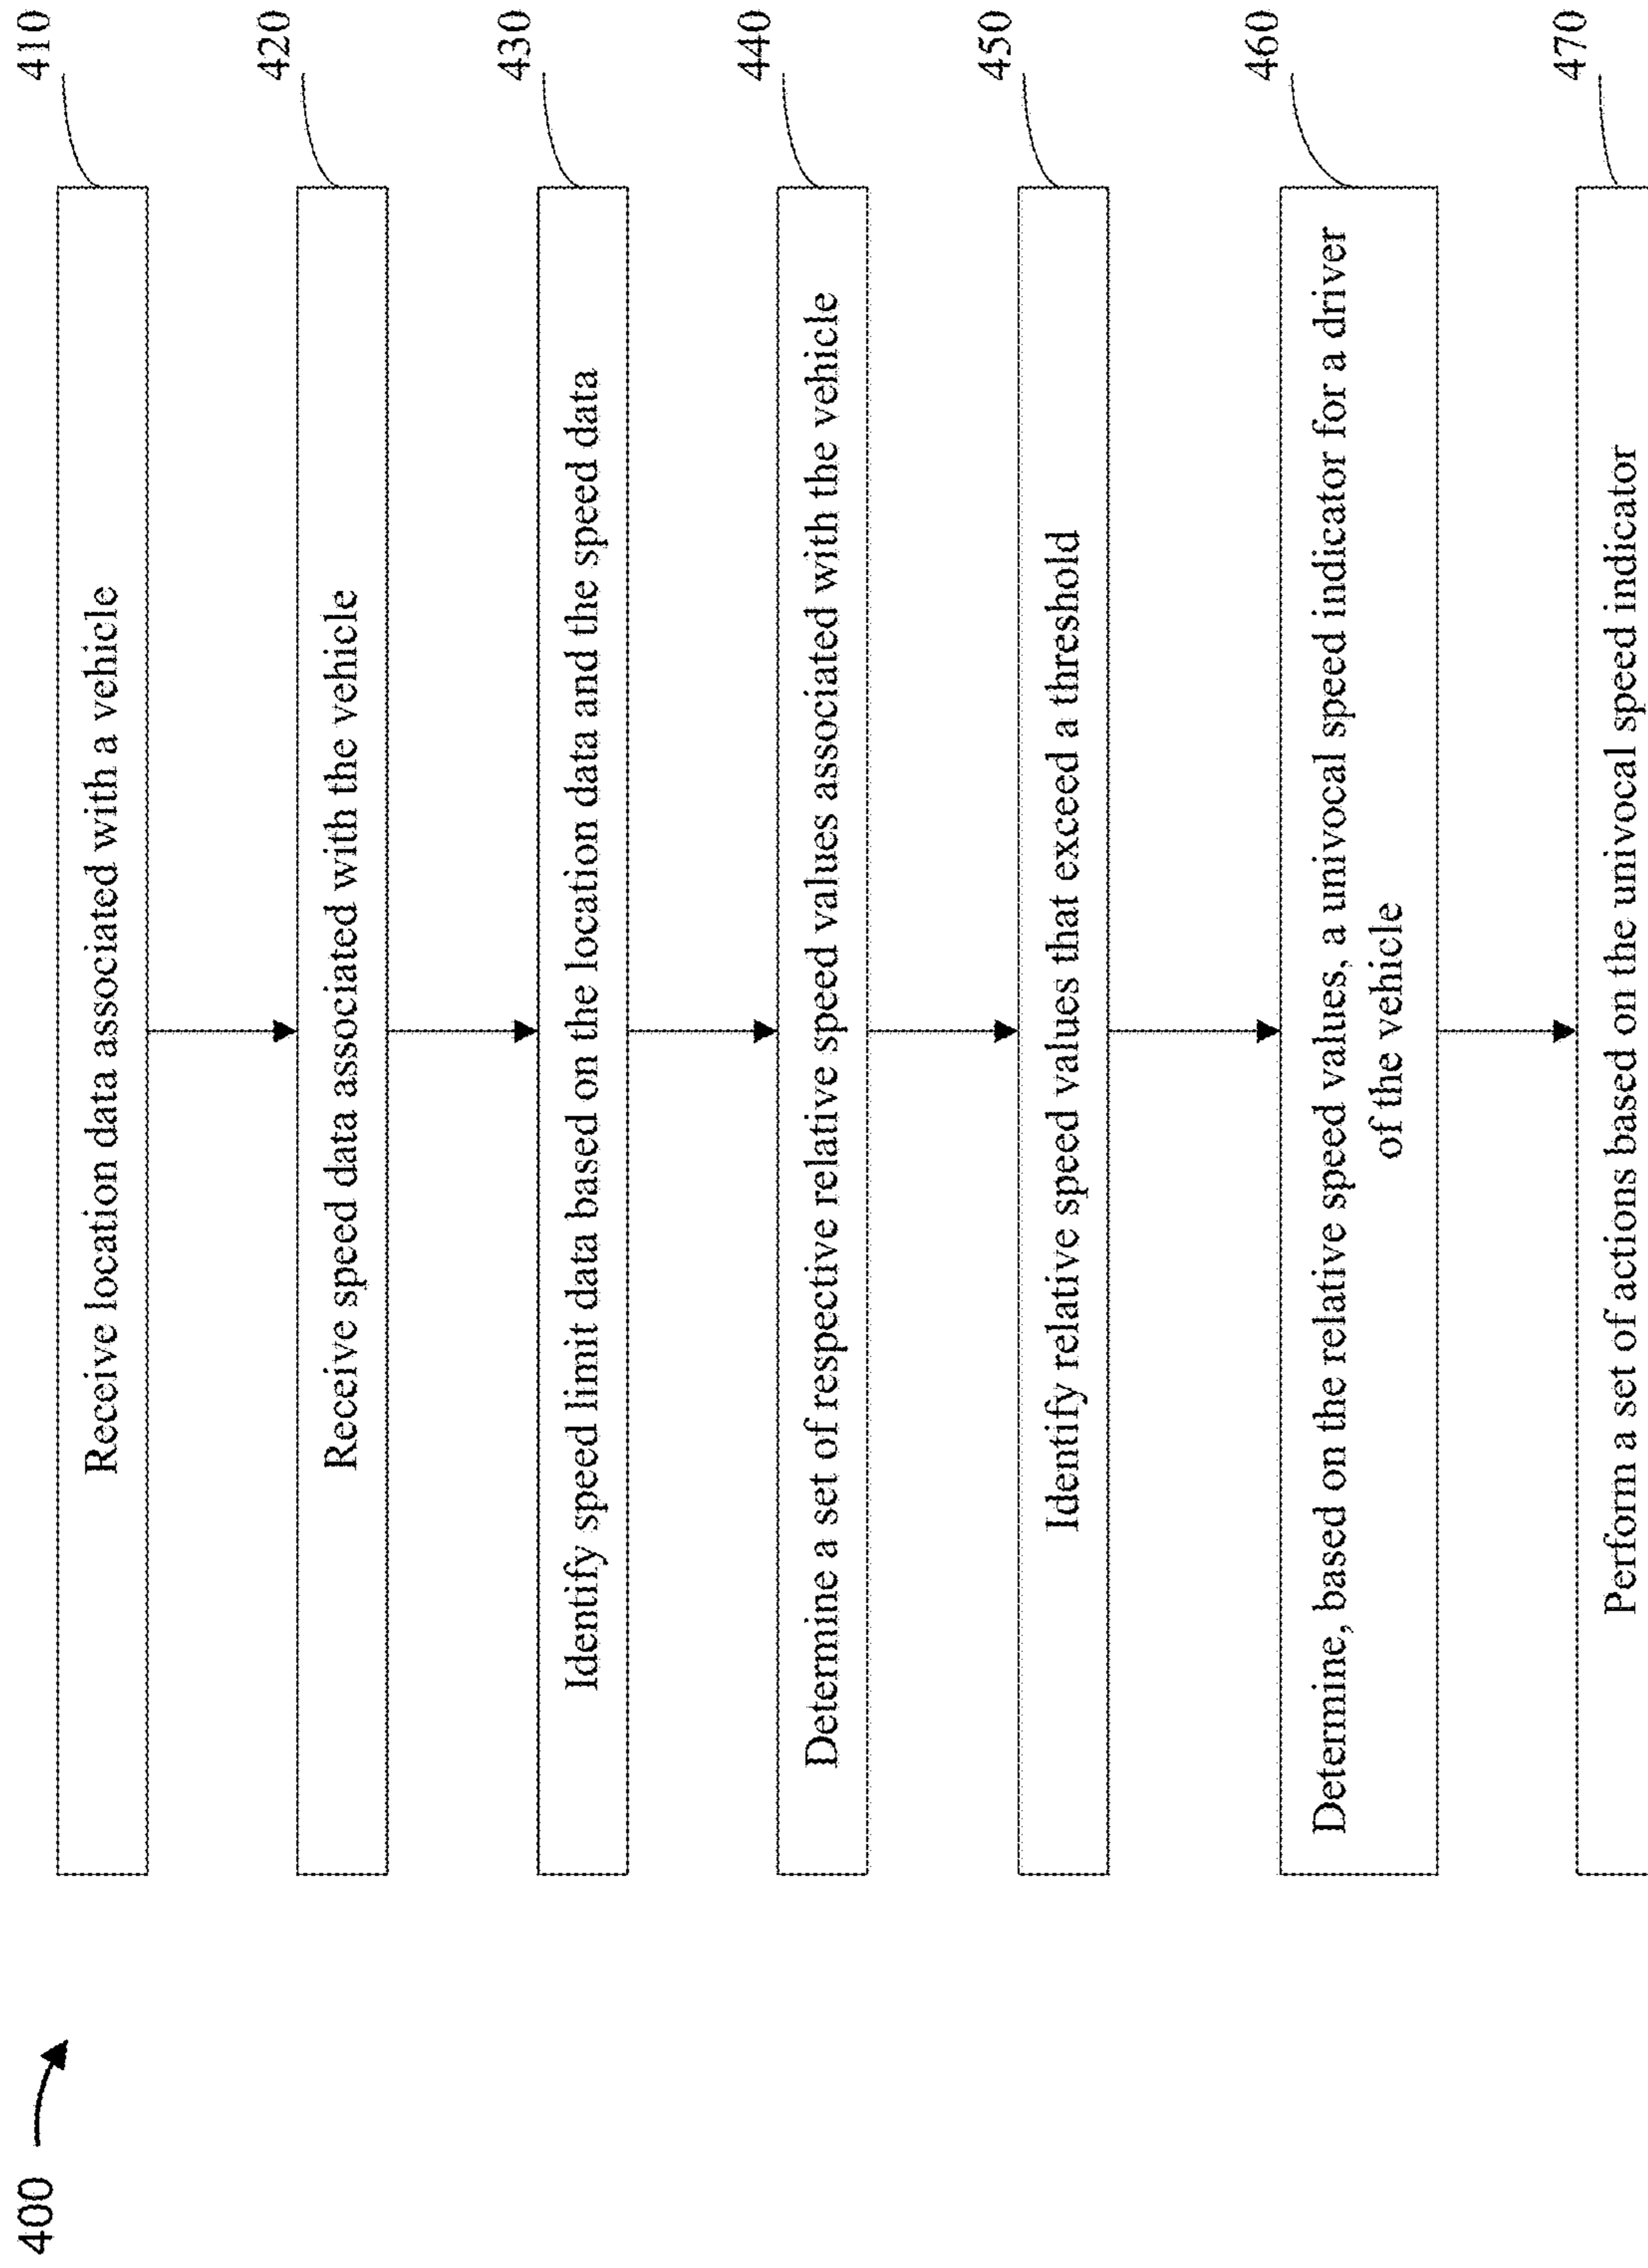 400
410
Receive location data associated with a vehicle
420
Receive speed data associated with the vehicle
430
Identify speed limit data based on the location data and the speed data
440
Determine a set of respective relative speed values associated with the vehicle
450
Identify relative speed values that exceed a threshold
460
Determine, based on the relative speed values, a univocal speed indicator for a driver
of the vehicle
470
Perform a set of actions based on the univocal speed indicator